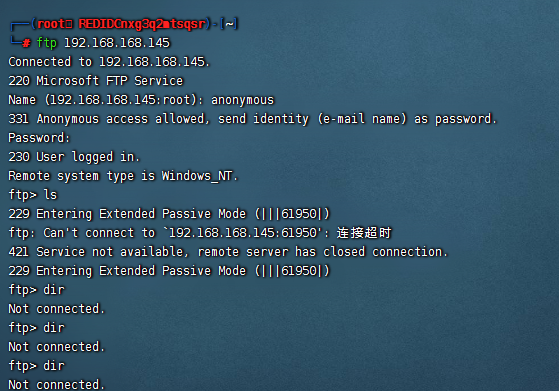 ┌──(root㉿ REDIDCnxg3q2mtsqsr)-[~]
└─# ftp 192.168.168.145
Connected to 192.168.168.145.
220 Microsoft FTP Service
Name (192.168.168.145:root): anonymous
331 Anonymous access allowed, send identity (e-mail name) as password.
Password:
230 User logged in.
Remote system type is Windows_NT.
ftp> ls
229 Entering Extended Passive Mode (|||61950|)
ftp: Can't connect to `192.168.168.145:61950': 连接超时
421 Service not available, remote server has closed connection.
229 Entering Extended Passive Mode (|||61950|)
ftp> dir
Not connected.
ftp> dir
Not connected.
ftp> dir
Not connected.